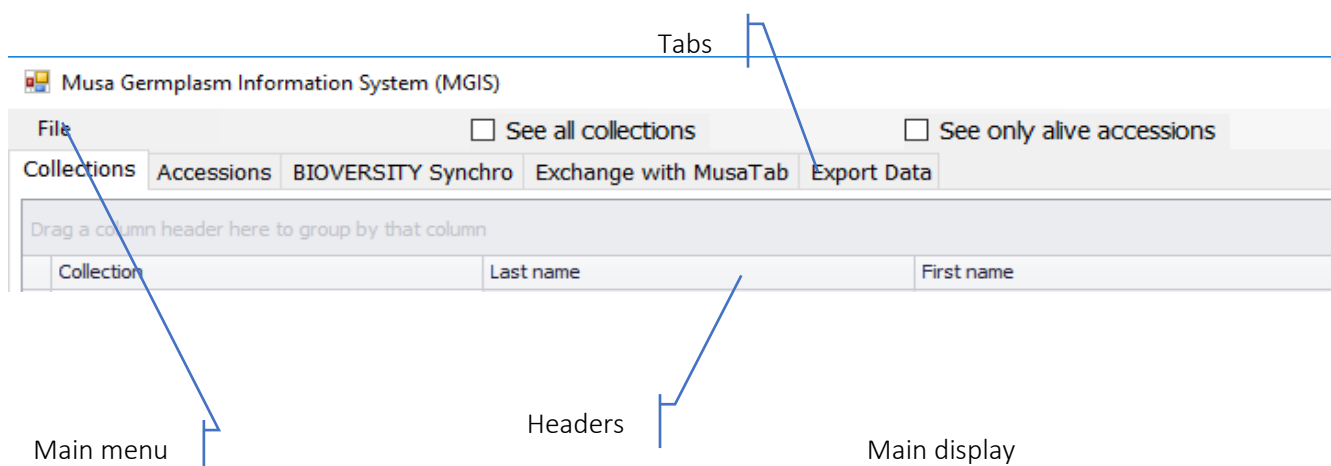 Tabs
Musa Germplasm Information System (MGIS)
File See all collections See only alive accessions
Collections Accessions BIOVERSITY Synchro Exchange with MusaTab Export Data
Drag a column header here to group by that column
Collection Last name First name
Headers
Main menu Main display